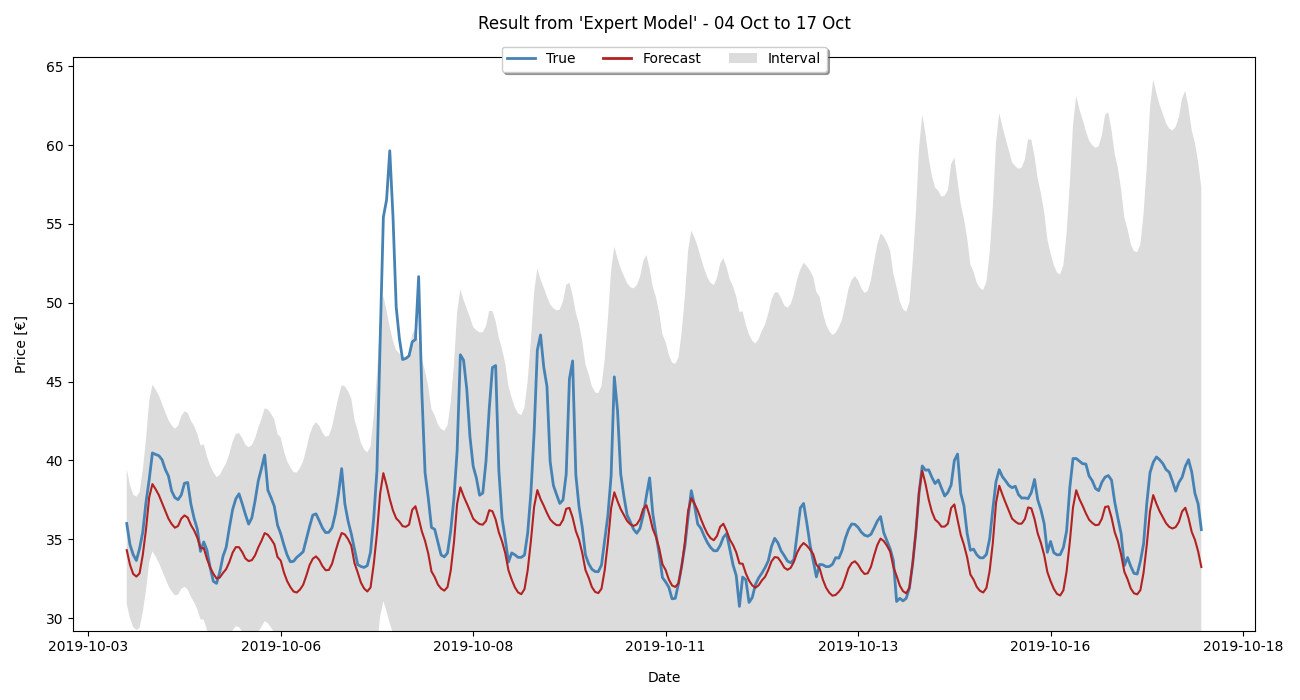 Result from 'Expert Model' - 04 Oct to 17 Oct
True Forecast Interval
65
60
55
50
45
40
35
30
Price [€]
2019-10-03 2019-10-06 2019-10-08 2019-10-11 2019-10-13 2019-10-16 2019-10-18
Date